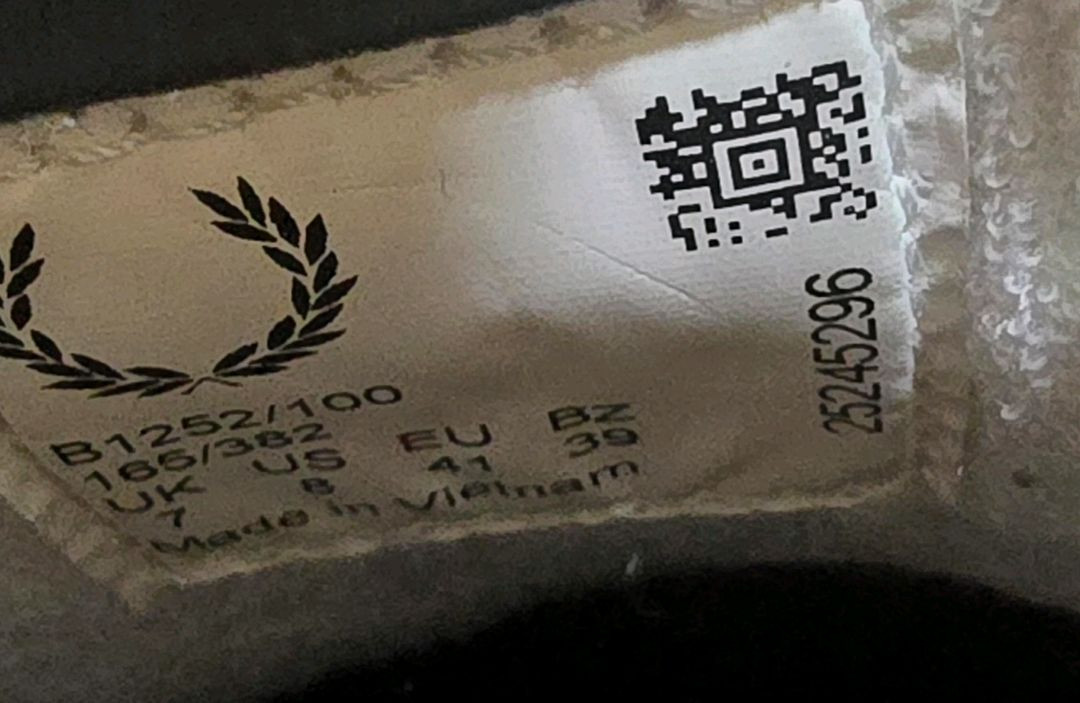 B1252/100
165/382
UK US EU BZ
7 8 41 39
Made in Vietnam
25245296